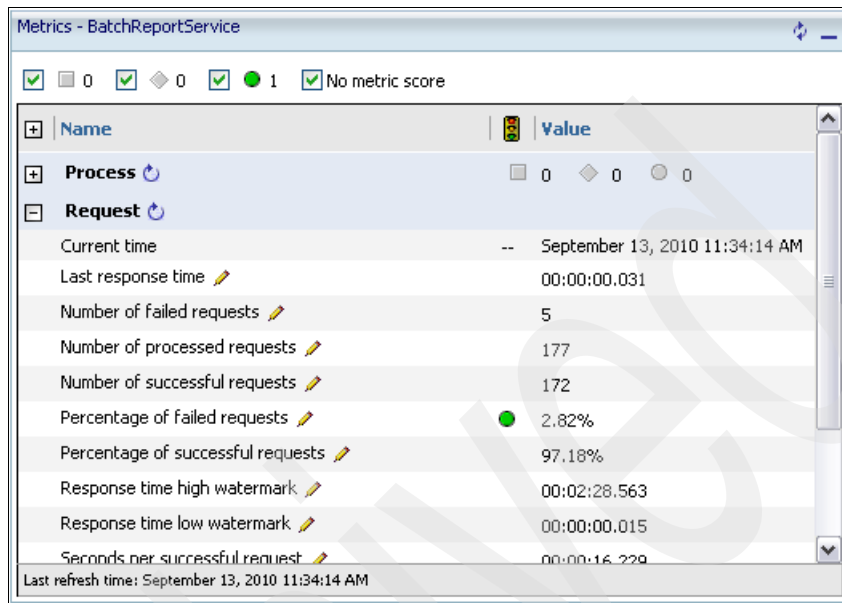 Metrics - BatchReportService
0 0 1 No metric score
Name Value
Process 0 0 0
Request
Current time -- September 13, 2010 11:34:14 AM
Last response time 00:00:00.031
Number of failed requests 5
Number of processed requests 177
Number of successful requests 172
Percentage of failed requests 2.82%
Percentage of successful requests 97.18%
Response time high watermark 00:02:28.563
Response time low watermark 00:00:00.015
Seconds per successful request 00:00:16.229
Last refresh time: September 13, 2010 11:34:14 AM